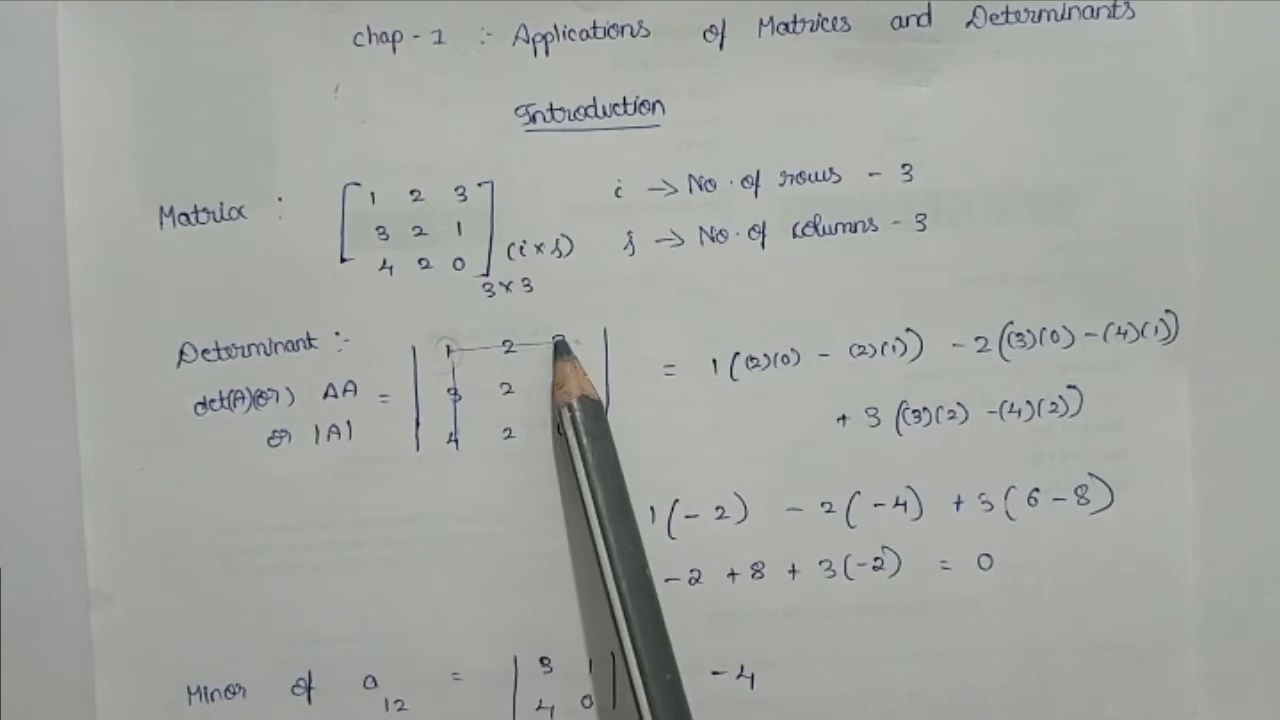 chap - 1 :- Applications of Matrices and Determinants
Introduction
Matrix : [ 1 2 3
3 2 1
4 2 0 ] (i x j)
3 x 3
i → No. of rows - 3
j → No. of columns - 3
Determinant :-
det(A) (or) ΔA
or |A| = | 1 2
3 2
4 2 |
= 1((2)(0) - (2)(1)) - 2((3)(0) - (4)(1))
+ 3((3)(2) - (4)(2))
1(-2) - 2(-4) + 3(6-8)
-2 + 8 + 3(-2) = 0
Minor of a12 = | 3 1
4 0 | -4